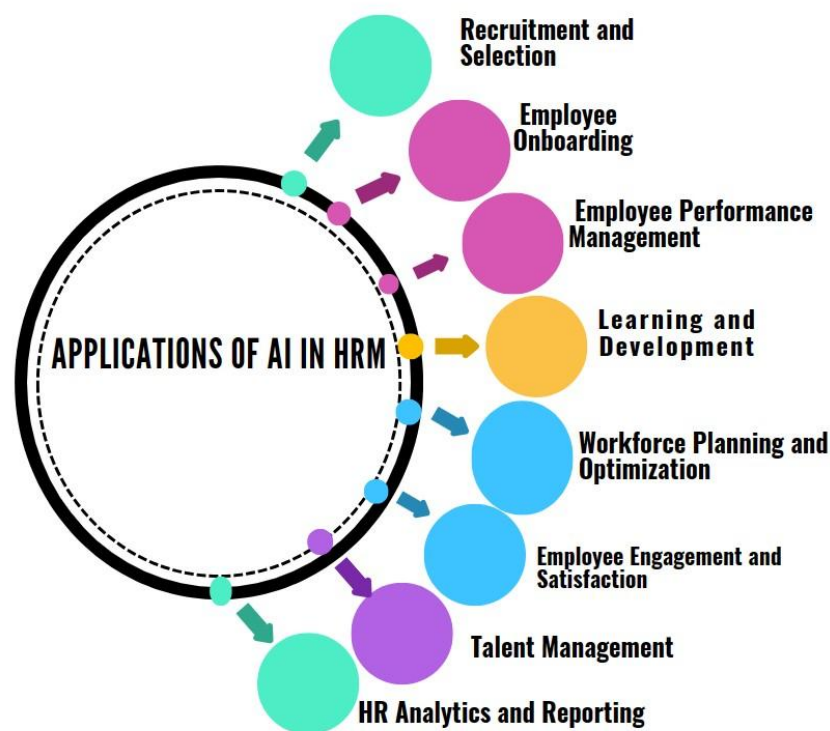 Recruitment and
Selection
Employee
Onboarding
Employee Performance
Management
Learning and
Development
APPLICATIONS OF AI IN HRM
Workforce Planning and
Optimization
Employee Engagement and
Satisfaction
Talent Management
HR Analytics and Reporting